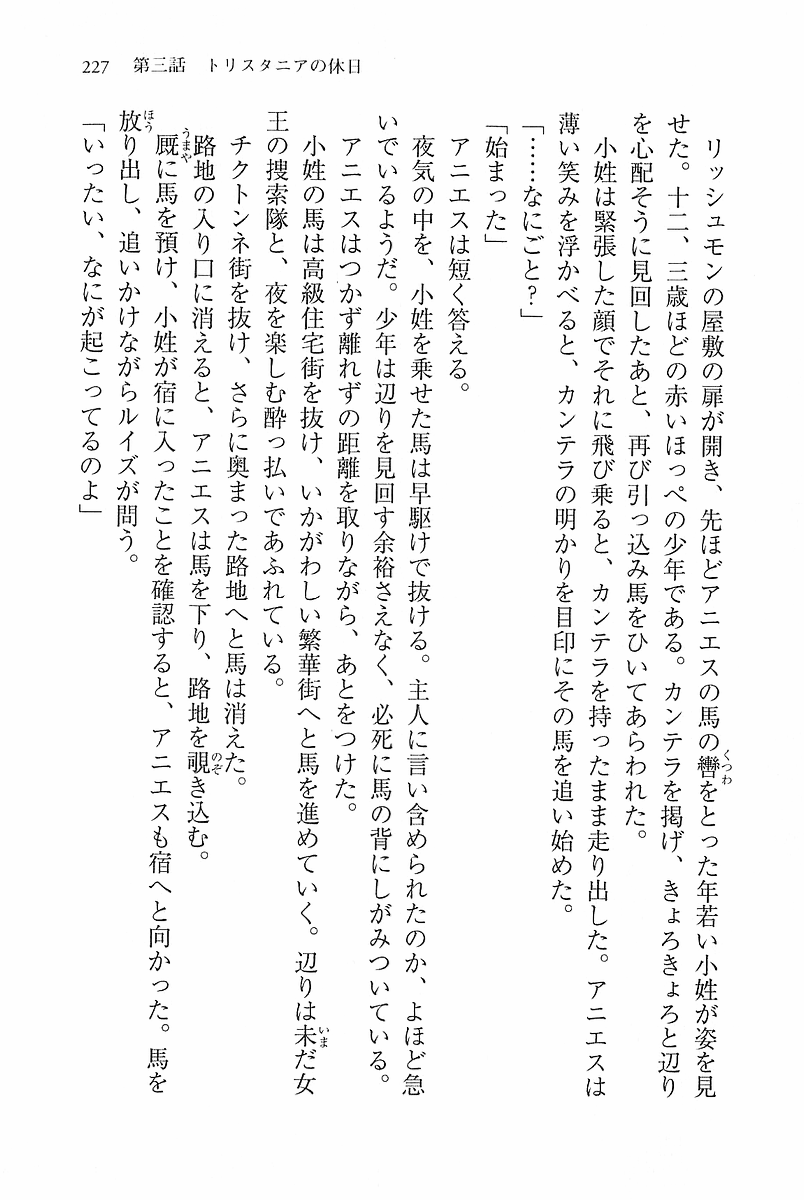 227　第三話　トリスタニアの休日
　リッシュモンの屋敷の扉が開き、先ほどアニエスの馬の轡をとった年若い小姓が姿を見
せた。十二、三歳ほどの赤いほっぺの少年である。カンテラを掲げ、きょろきょろと辺り
を心配そうに見回したあと、再び引っ込み馬をひいてあらわれた。
　小姓は緊張した顔でそれに飛び乗ると、カンテラを持ったまま走り出した。アニエスは
薄い笑みを浮かべると、カンテラの明かりを目印にその馬を追い始めた。
「……なにごと？」
「始まった」
　アニエスは短く答える。
　夜気の中を、小姓を乗せた馬は早駆けで抜ける。主人に言い含められたのか、よほど急
いでいるようだ。少年は辺りを見回す余裕さえなく、必死に馬の背にしがみついている。
　アニエスはつかず離れずの距離を取りながら、あとをつけた。
　小姓の馬は高級住宅街を抜け、いかがわしい繁華街へと馬を進めていく。辺りは未だ女
王の捜索隊と、夜を楽しむ酔っ払いであふれている。
　チクトンネ街を抜け、さらに奥まった路地へと馬は消えた。
　路地の入り口に消えると、アニエスは馬を下り、路地を覗き込む。
　厩に馬を預け、小姓が宿に入ったことを確認すると、アニエスも宿へと向かった。馬を
放り出し、追いかけながらルイズが問う。
「いったい、なにが起こってるのよ」